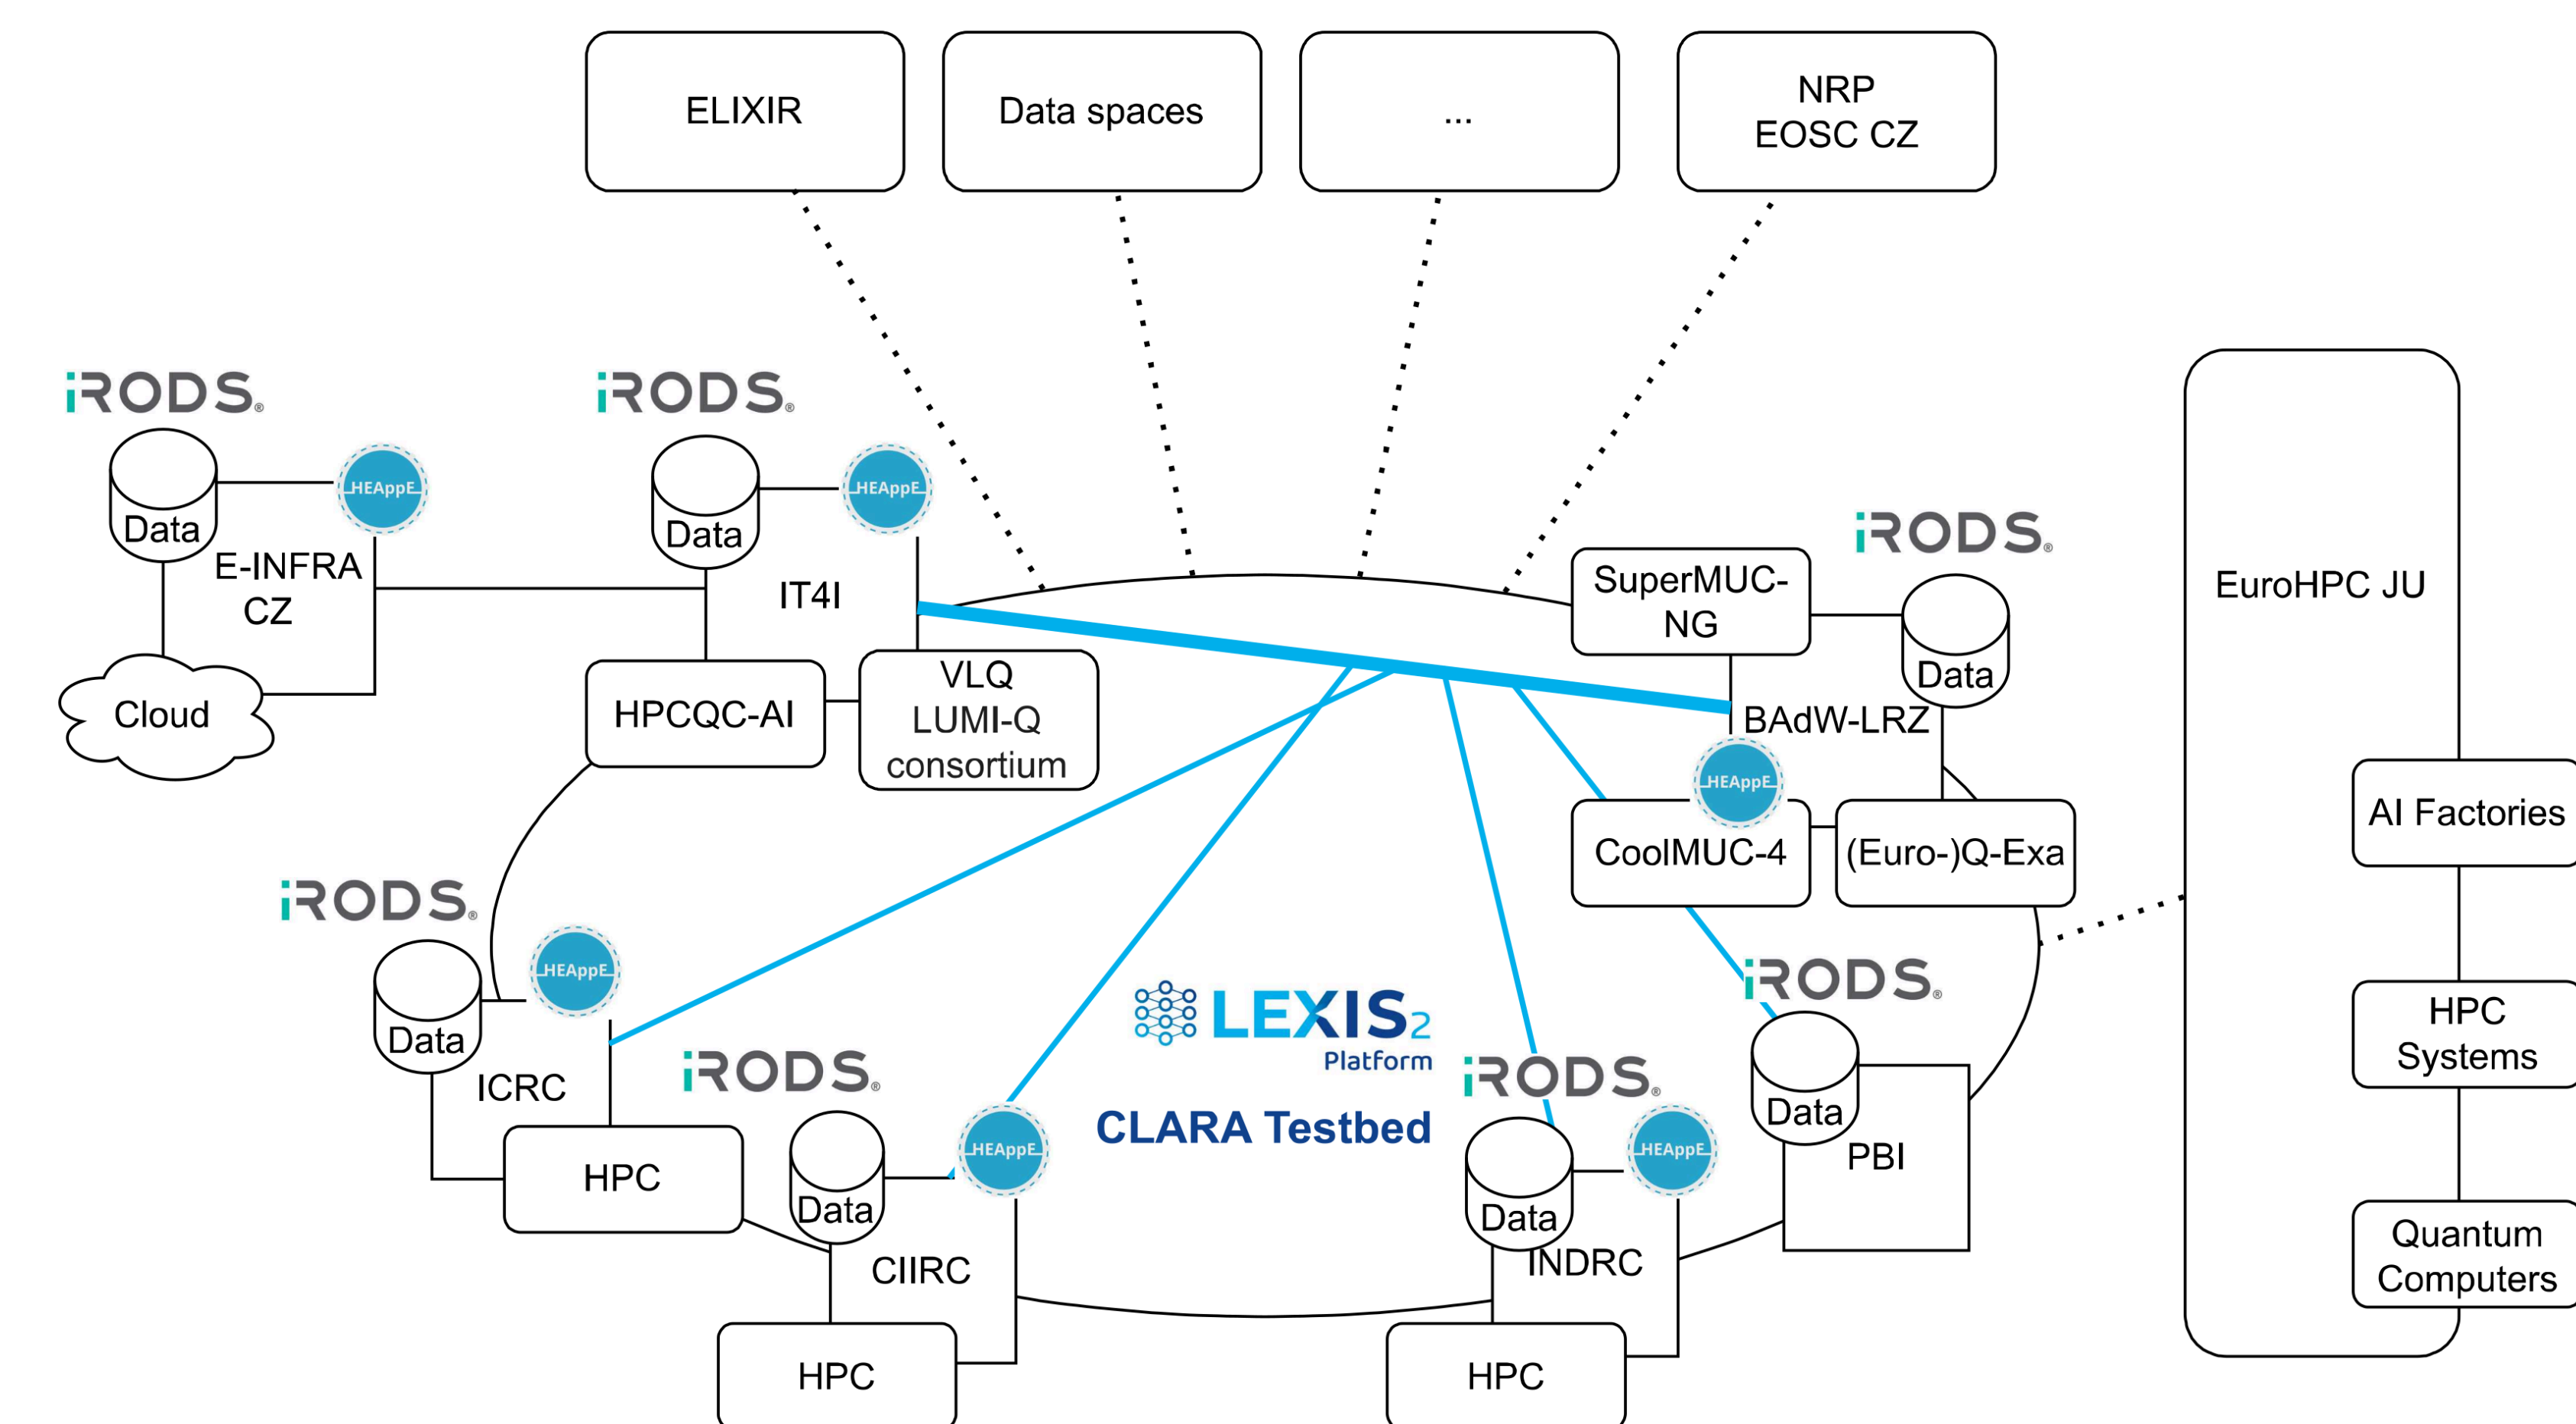 ELIXIR
Data spaces
...
NRP
EOSC CZ
iRODS®
Data
HEAppE
E-INFRA
CZ
Cloud
iRODS®
Data
HEAppE
IT4I
HPCQC-AI
VLQ
LUMI-Q
consortium
SuperMUC-
NG
iRODS®
Data
BAdW-LRZ
HEAppE
CoolMUC-4
(Euro-)Q-Exa
EuroHPC JU
AI Factories
HPC
Systems
Quantum
Computers
iRODS®
Data
HEAppE
ICRC
HPC
iRODS®
Data
HEAppE
CIIRC
HPC
LEXIS2
Platform
CLARA Testbed
iRODS®
Data
HEAppE
INDRC
HPC
iRODS®
Data
PBI